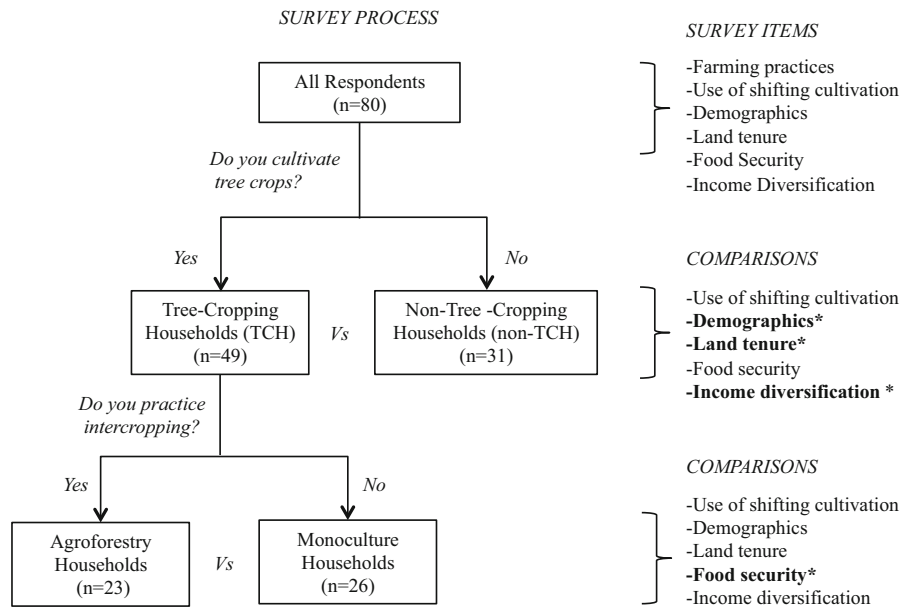 SURVEY PROCESS
SURVEY ITEMS
All Respondents
(n=80)
-Farming practices
-Use of shifting cultivation
-Demographics
-Land tenure
-Food Security
-Income Diversification
Do you cultivate
tree crops?
Yes
No
Tree-Cropping
Households (TCH)
(n=49)
Vs
Non-Tree -Cropping
Households (non-TCH)
(n=31)
COMPARISONS
-Use of shifting cultivation
-Demographics*
-Land tenure*
-Food security
-Income diversification *
Do you practice
intercropping?
Yes
No
Agroforestry
Households
(n=23)
Vs
Monoculture
Households
(n=26)
COMPARISONS
-Use of shifting cultivation
-Demographics
-Land tenure
-Food security*
-Income diversification